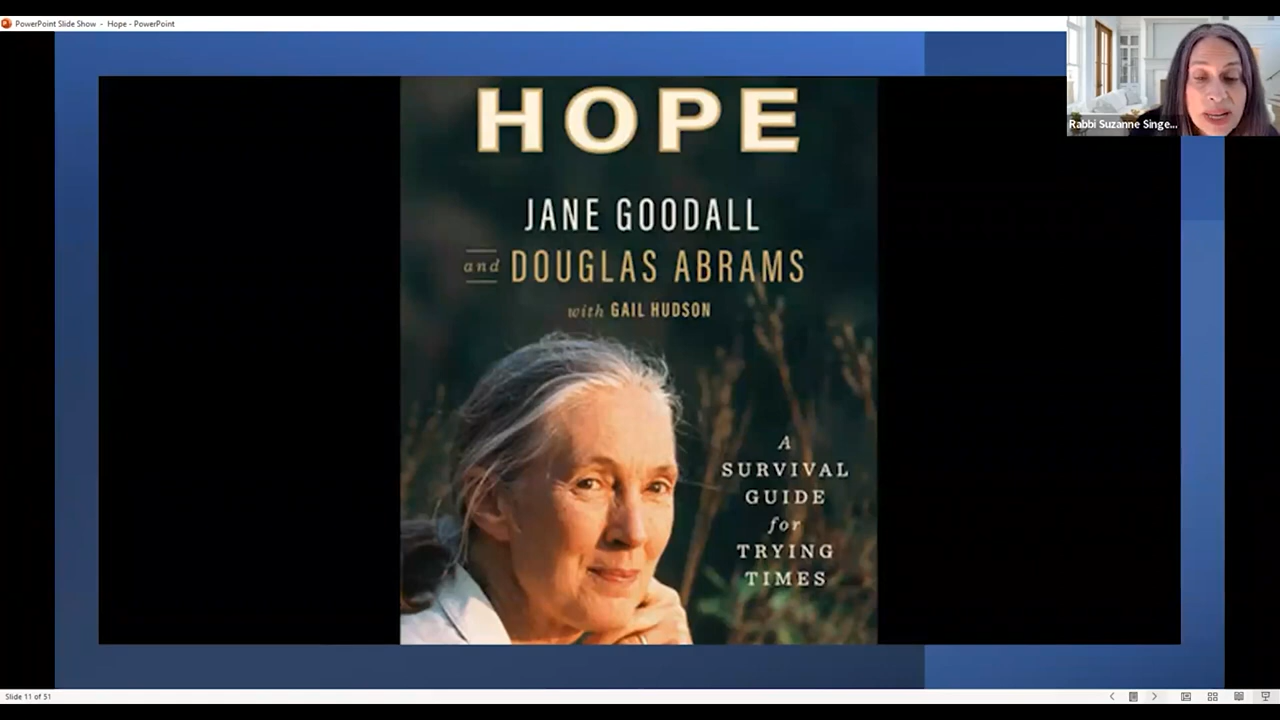 PowerPoint Slide Show - Hope - PowerPoint
Rabbi Suzanne Singe...
HOPE
JANE GOODALL
and DOUGLAS ABRAMS
with GAIL HUDSON
A
SURVIVAL
GUIDE
for
TRYING
TIMES
Slide 11 of 51